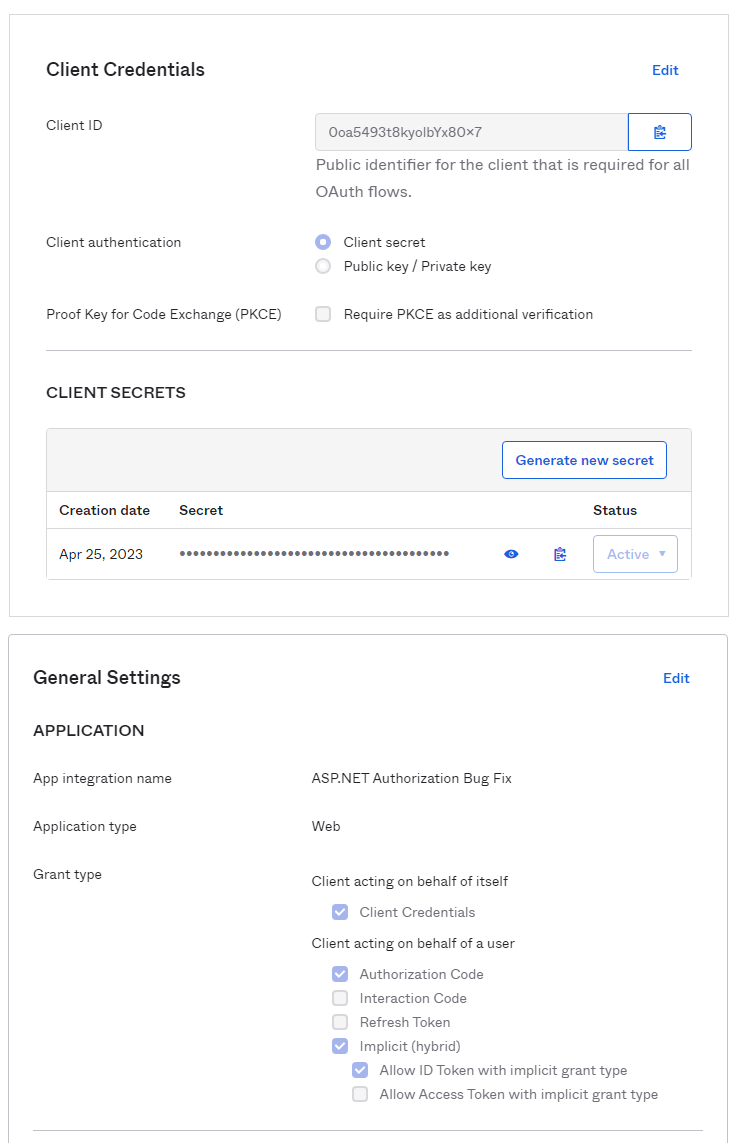 Client Credentials
Edit
Client ID
0oa5493t8kyolbYx80x7
Public identifier for the client that is required for all
OAuth flows.
Client authentication
Client secret
Public key / Private key
Proof Key for Code Exchange (PKCE)
Require PKCE as additional verification
CLIENT SECRETS
Generate new secret
Creation date
Secret
Status
Apr 25, 2023
••••••••••••••••••••••••••••••••••••••••
Active
General Settings
Edit
APPLICATION
App integration name
ASP.NET Authorization Bug Fix
Application type
Web
Grant type
Client acting on behalf of itself
Client Credentials
Client acting on behalf of a user
Authorization Code
Interaction Code
Refresh Token
Implicit (hybrid)
Allow ID Token with implicit grant type
Allow Access Token with implicit grant type